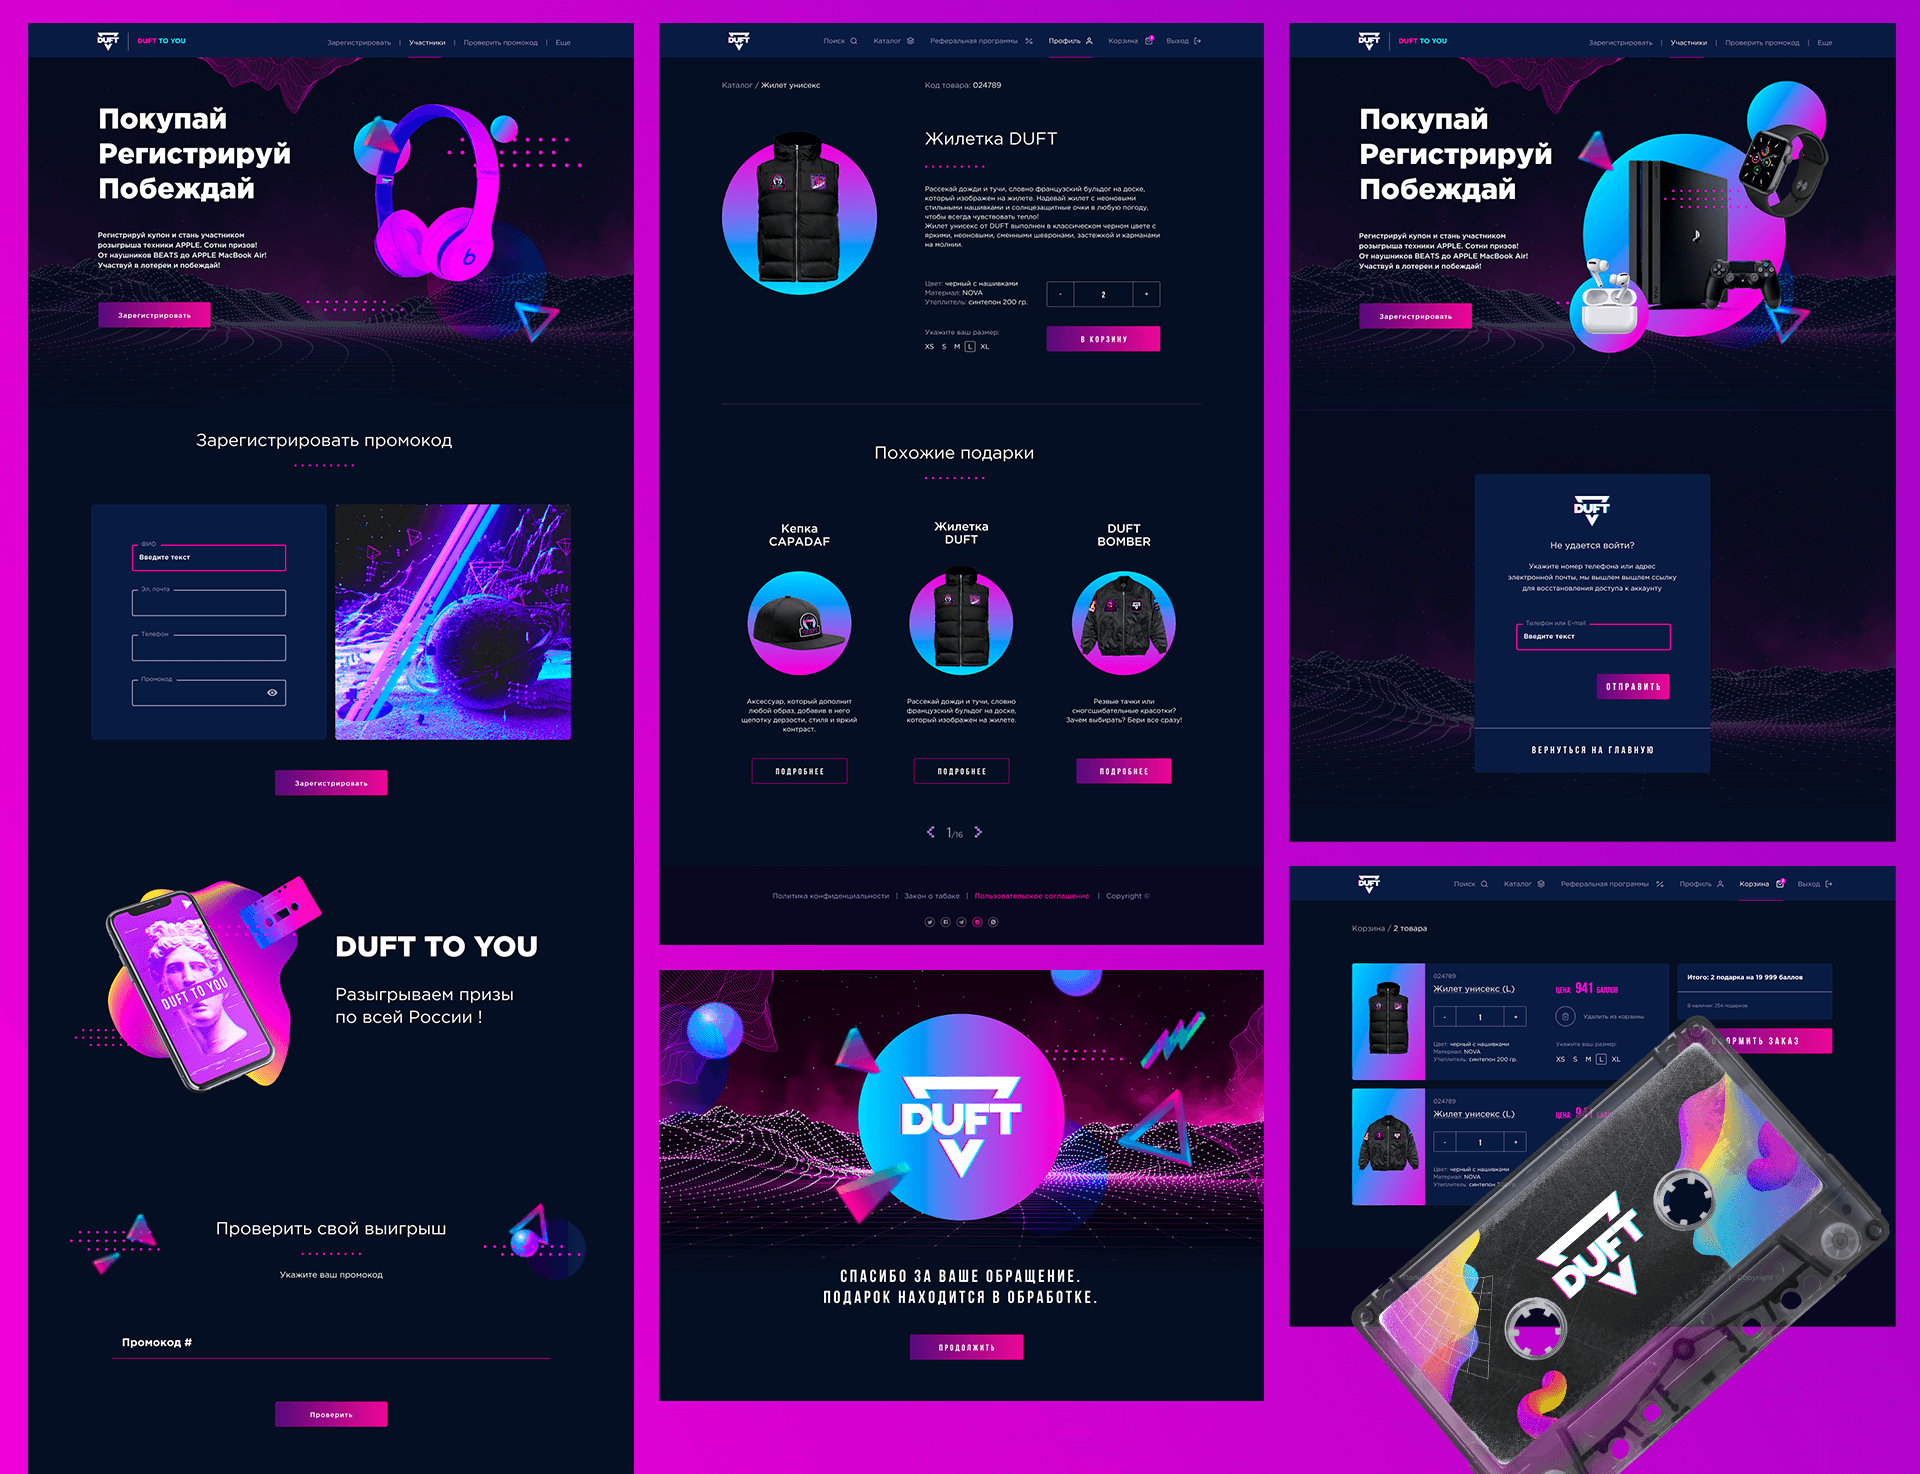 DUFT
DUFT TO YOU
Зарегистрировать | Участники | Проверить промокод | Еще
Покупай
Регистрируй
Побеждай
Регистрируй купон и стань участником
розыгрыша техники APPLE. Сотни призов!
От наушников BEATS до APPLE MacBook Air!
Участвуй в лотереи и побеждай!
Зарегистрировать
Зарегистрировать промокод
ФИО
Введите текст
Эл. почта
Телефон
Промокод
Зарегистрировать
DUFT TO YOU
DUFT TO YOU
Разыгрываем призы
по всей России !
Проверить свой выигрыш
Укажите ваш промокод
Промокод #
Проверить
DUFT
Поиск Каталог Реферальная программы Профиль Корзина Выход
Каталог / Жилет унисекс
Код товара: 024789
Жилетка DUFT
Рассекай дожди и тучи, словно французский бульдог на доске,
который изображен на жилете. Надевай жилет с неоновыми
стильными нашивками и солнцезащитные очки в любую погоду,
чтобы всегда чувствовать тепло!
Жилет унисекс от DUFT выполнен в классическом черном цвете с
яркими, неоновыми, сменными шевронами, застежкой и карманами
на молнии.
Цвет: черный с нашивками
Материал: NOVA
Утеплитель: синтепон 200 гр.
- 2 +
Укажите ваш размер:
XS S M L XL
В КОРЗИНУ
Похожие подарки
Кепка
CAPADAF
Жилетка
DUFT
DUFT
BOMBER
Аксессуар, который дополнит
любой образ, добавив в него
щепотку дерзости, стиля и яркий
контраст.
Рассекай дожди и тучи, словно
французский бульдог на доске,
который изображен на жилете.
Резвые тачки или
сногсшибательные красотки?
Зачем выбирать? Бери все сразу!
ПОДРОБНЕЕ
ПОДРОБНЕЕ
ПОДРОБНЕЕ
1/16
Политика конфиденциальности | Закон о табаке | Пользовательское соглашение | Copyright ©
DUFT
СПАСИБО ЗА ВАШЕ ОБРАЩЕНИЕ.
ПОДАРОК НАХОДИТСЯ В ОБРАБОТКЕ.
ПРОДОЛЖИТЬ
DUFT
DUFT TO YOU
Зарегистрировать | Участники | Проверить промокод | Еще
Покупай
Регистрируй
Побеждай
Регистрируй купон и стань участником
розыгрыша техники APPLE. Сотни призов!
От наушников BEATS до APPLE MacBook Air!
Участвуй в лотереи и побеждай!
Зарегистрировать
DUFT
Не удается войти?
Укажите номер телефона или адрес
электронной почты, мы вышлем вышлем ссылку
для восстановления доступа к аккаунту
Телефон или E-mail
Введите текст
ОТПРАВИТЬ
ВЕРНУТЬСЯ НА ГЛАВНУЮ
DUFT
Поиск Каталог Реферальная программы Профиль Корзина Выход
Корзина / 2 товара
024789
Жилет унисекс (L)
- 1 +
Цвет: черный с нашивками
Материал: NOVA
Утеплитель: синтепон 200 гр.
ЦЕНА: 941 БАЛЛОВ
Удалить из корзины
Укажите ваш размер:
XS S M L XL
Итого: 2 подарка на 19 999 баллов
В наличии: 254 подарков
ОРМИТЬ ЗАКАЗ
024789
Жилет унисекс (L)
- 1 +
Цвет: черный с нашивками
Материал: NOVA
Утеплитель: синтепон
ЦЕНА: 941
Copyright
DUFT